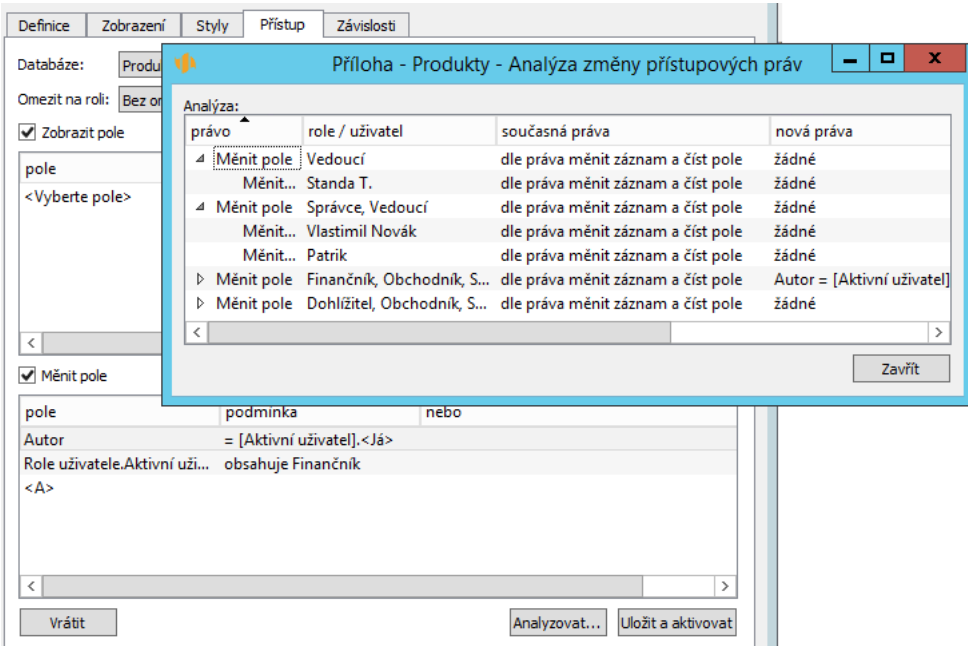 Definice Zobrazení Styly Přístup Závislosti
Databáze: Produ
Omezit na roli: Bez or
Zobrazit pole
pole
<Vyberte pole>
Příloha - Produkty - Analýza změny přístupových práv
Analýza:
právo role / uživatel současná práva nová práva
Měnit pole Vedoucí dle práva měnit záznam a číst pole žádné
Měnit... Standa T. dle práva měnit záznam a číst pole žádné
Měnit pole Správce, Vedoucí dle práva měnit záznam a číst pole žádné
Měnit... Vlastimil Novák dle práva měnit záznam a číst pole žádné
Měnit... Patrik dle práva měnit záznam a číst pole žádné
Měnit pole Finančník, Obchodník, S... dle práva měnit záznam a číst pole Autor = [Aktivní uživatel]
Měnit pole Dohlížitel, Obchodník, S... dle práva měnit záznam a číst pole žádné
Zavřít
Měnit pole
pole podmínka nebo
Autor = [Aktivní uživatel].<Já>
Role uživatele.Aktivní uži... obsahuje Finančník
<A>
Vrátit Analyzovat... Uložit a aktivovat